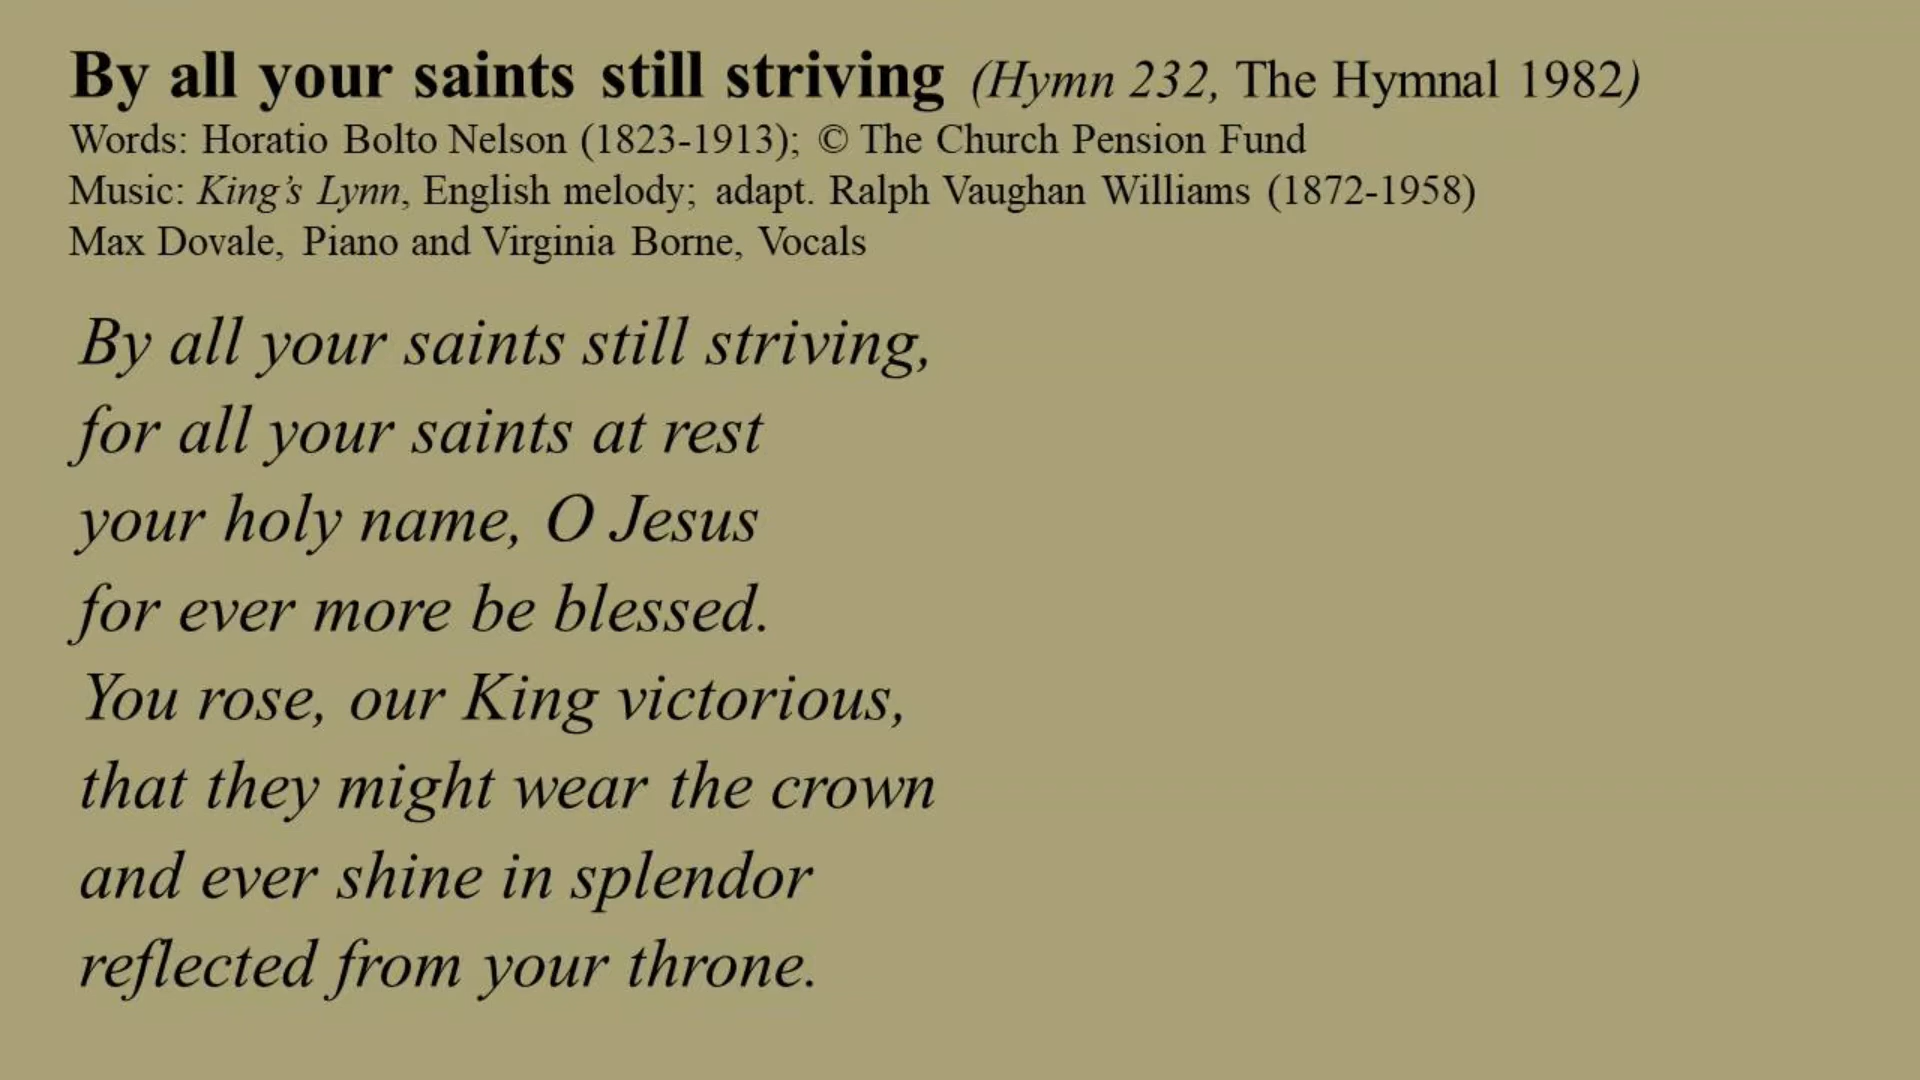 By all your saints still striving (Hymn 232, The Hymnal 1982)
Words: Horatio Bolto Nelson (1823-1913); © The Church Pension Fund
Music: King’s Lynn, English melody; adapt. Ralph Vaughan Williams (1872-1958)
Max Dovale, Piano and Virginia Borne, Vocals
By all your saints still striving,
for all your saints at rest
your holy name, O Jesus
for ever more be blessed.
You rose, our King victorious,
that they might wear the crown
and ever shine in splendor
reflected from your throne.